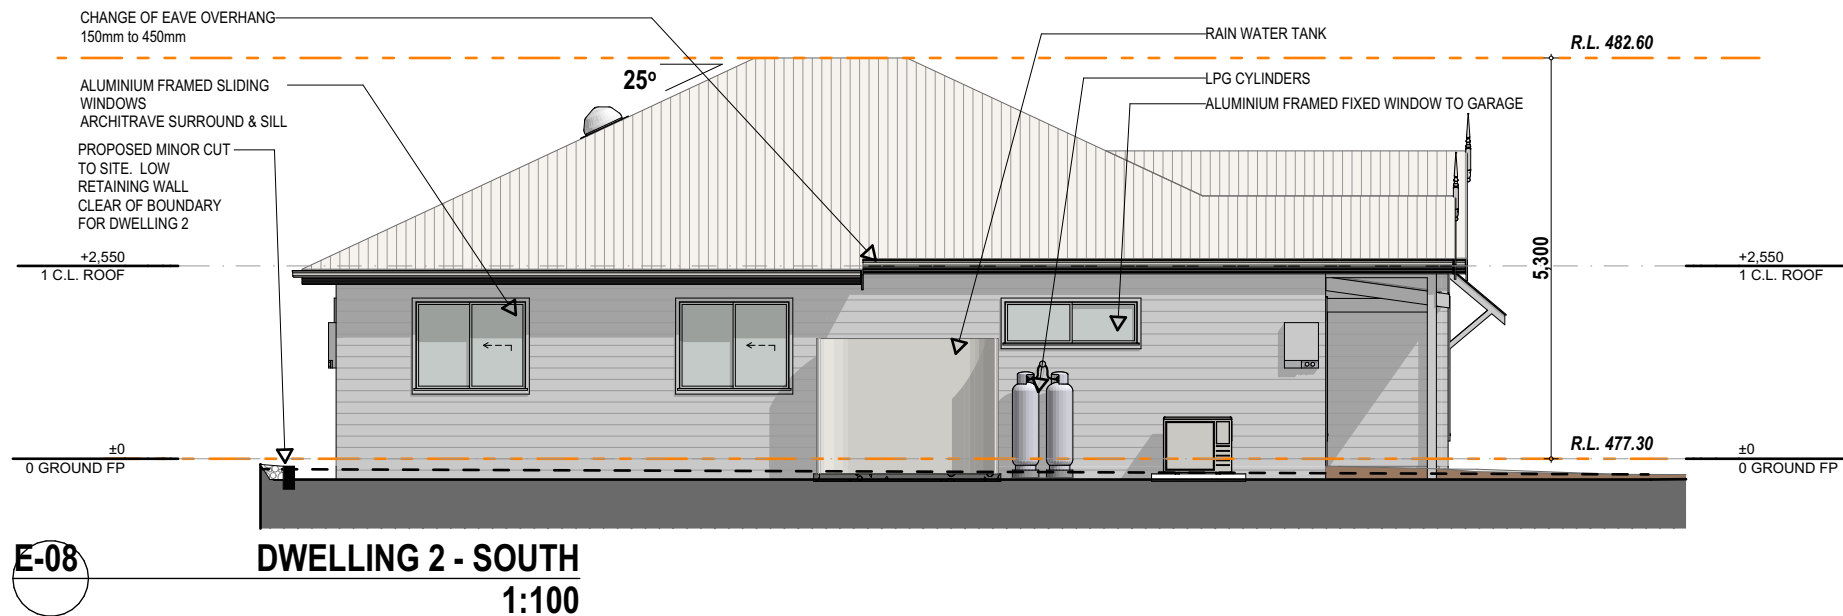 CHANGE OF EAVE OVERHANG
150mm to 450mm
RAIN WATER TANK
R.L. 482.60
25º
LPG CYLINDERS
ALUMINIUM FRAMED SLIDING
WINDOWS
ARCHITRAVE SURROUND & SILL
ALUMINIUM FRAMED FIXED WINDOW TO GARAGE
PROPOSED MINOR CUT
TO SITE. LOW
RETAINING WALL
CLEAR OF BOUNDARY
FOR DWELLING 2
+2,550
1 C.L. ROOF
5,300
+2,550
1 C.L. ROOF
±0
0 GROUND FP
R.L. 477.30
±0
0 GROUND FP
E-08
DWELLING 2 - SOUTH
1:100